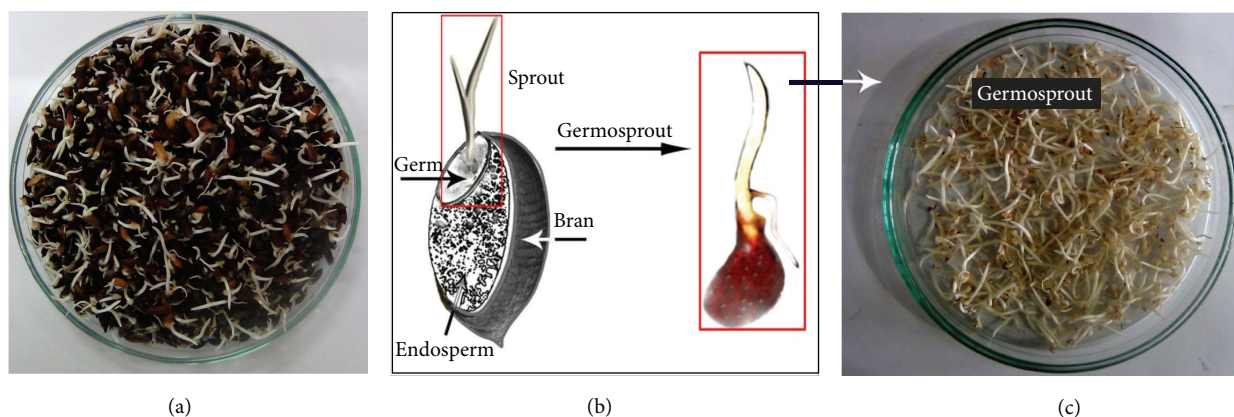 Sprout
Germosprout
Germ
Bran
Endosperm
Germosprout
(a)
(b)
(c)